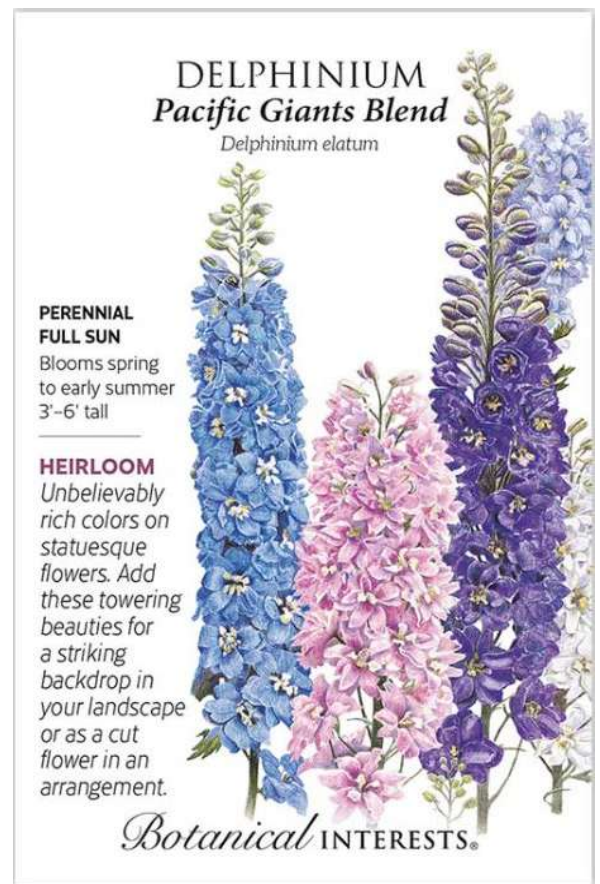 DELPHINIUM
Pacific Giants Blend
Delphinium elatum
PERENNIAL
FULL SUN
Blooms spring
to early summer
3'–6' tall
HEIRLOOM
Unbelievably
rich colors on
statuesque
flowers. Add
these towering
beauties for
a striking
backdrop in
your landscape
or as a cut
flower in an
arrangement.
Botanical INTERESTS®